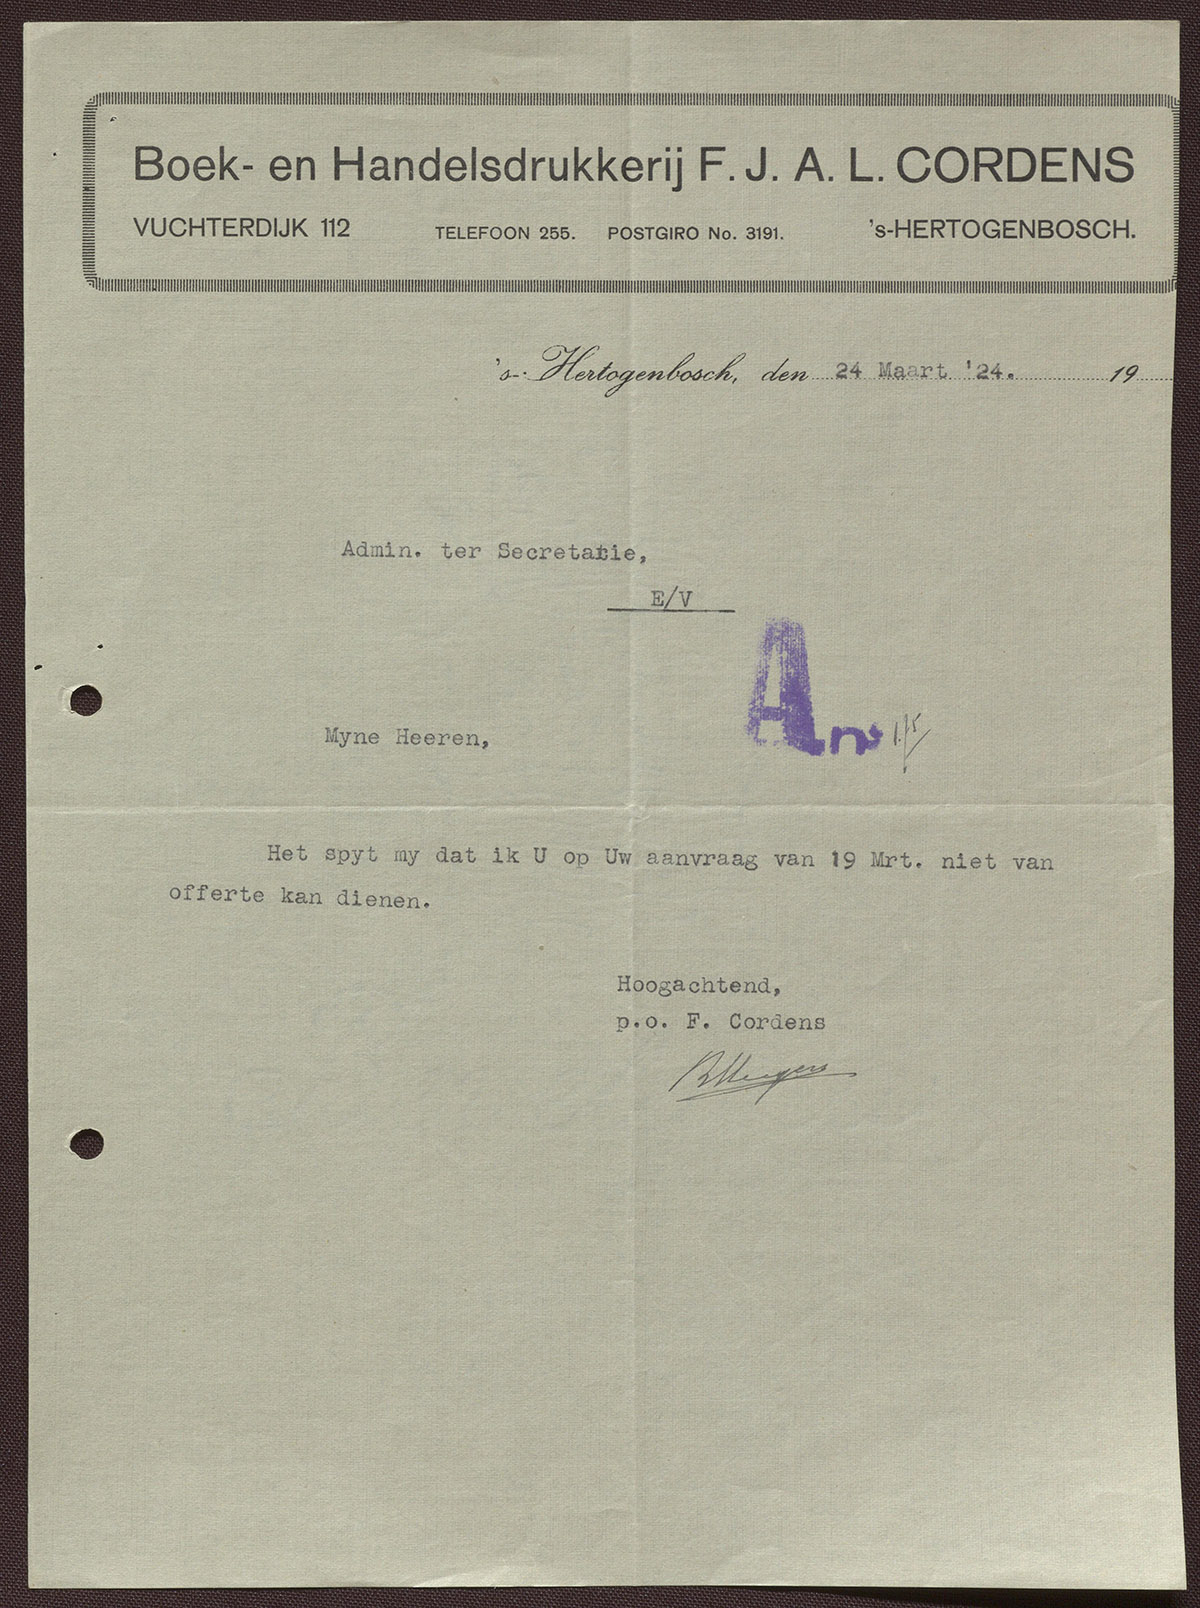 Boek- en Handelsdrukkerij F. J. A. L. CORDENS
VUCHTERDIJK 112 TELEFOON 255. POSTGIRO No. 3191. 's-HERTOGENBOSCH.
's-Hertogenbosch, den 24 Maart '24. 19
Admin. ter Secretarie,
E/V
A no
Myne Heeren,
Het spyt my dat ik U op Uw aanvraag van 19 Mrt. niet van
offerte kan dienen.
Hoogachtend,
p.o. F. Cordens